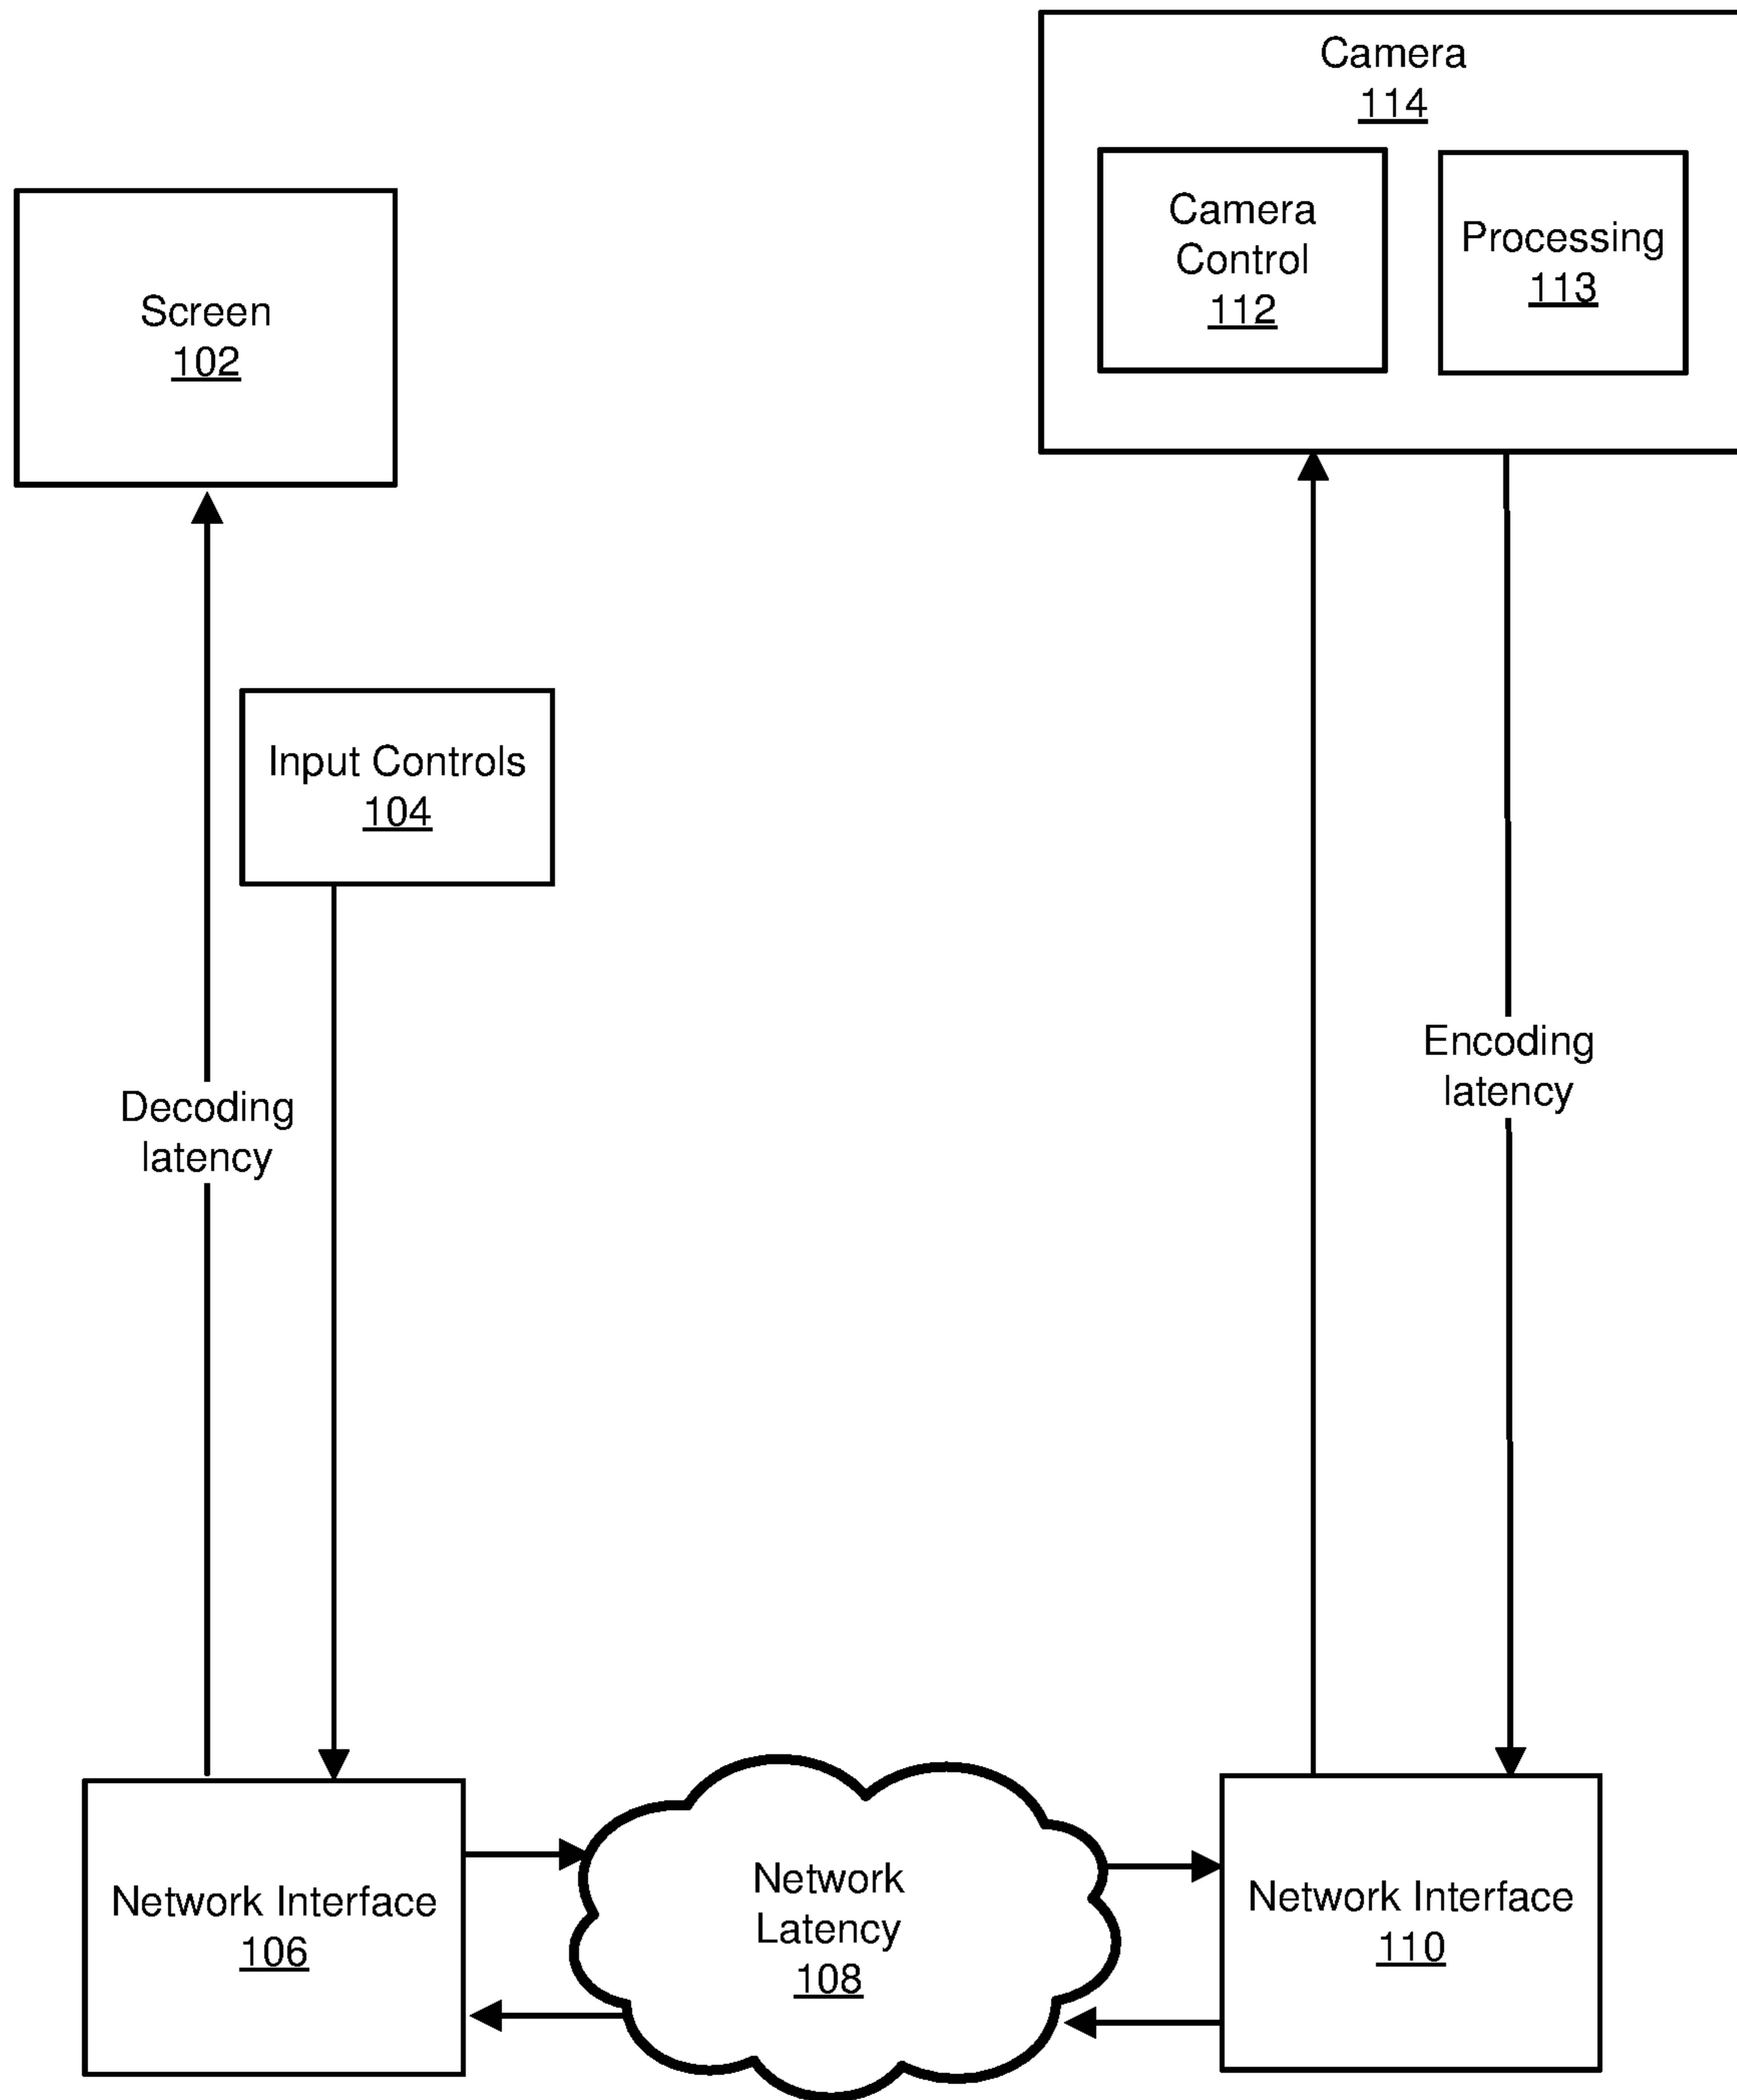 Camera
114
Camera
Control
112
Processing
113
Screen
102
Input Controls
104
Encoding
latency
Decoding
latency
Network Interface
106
Network
Latency
108
Network Interface
110